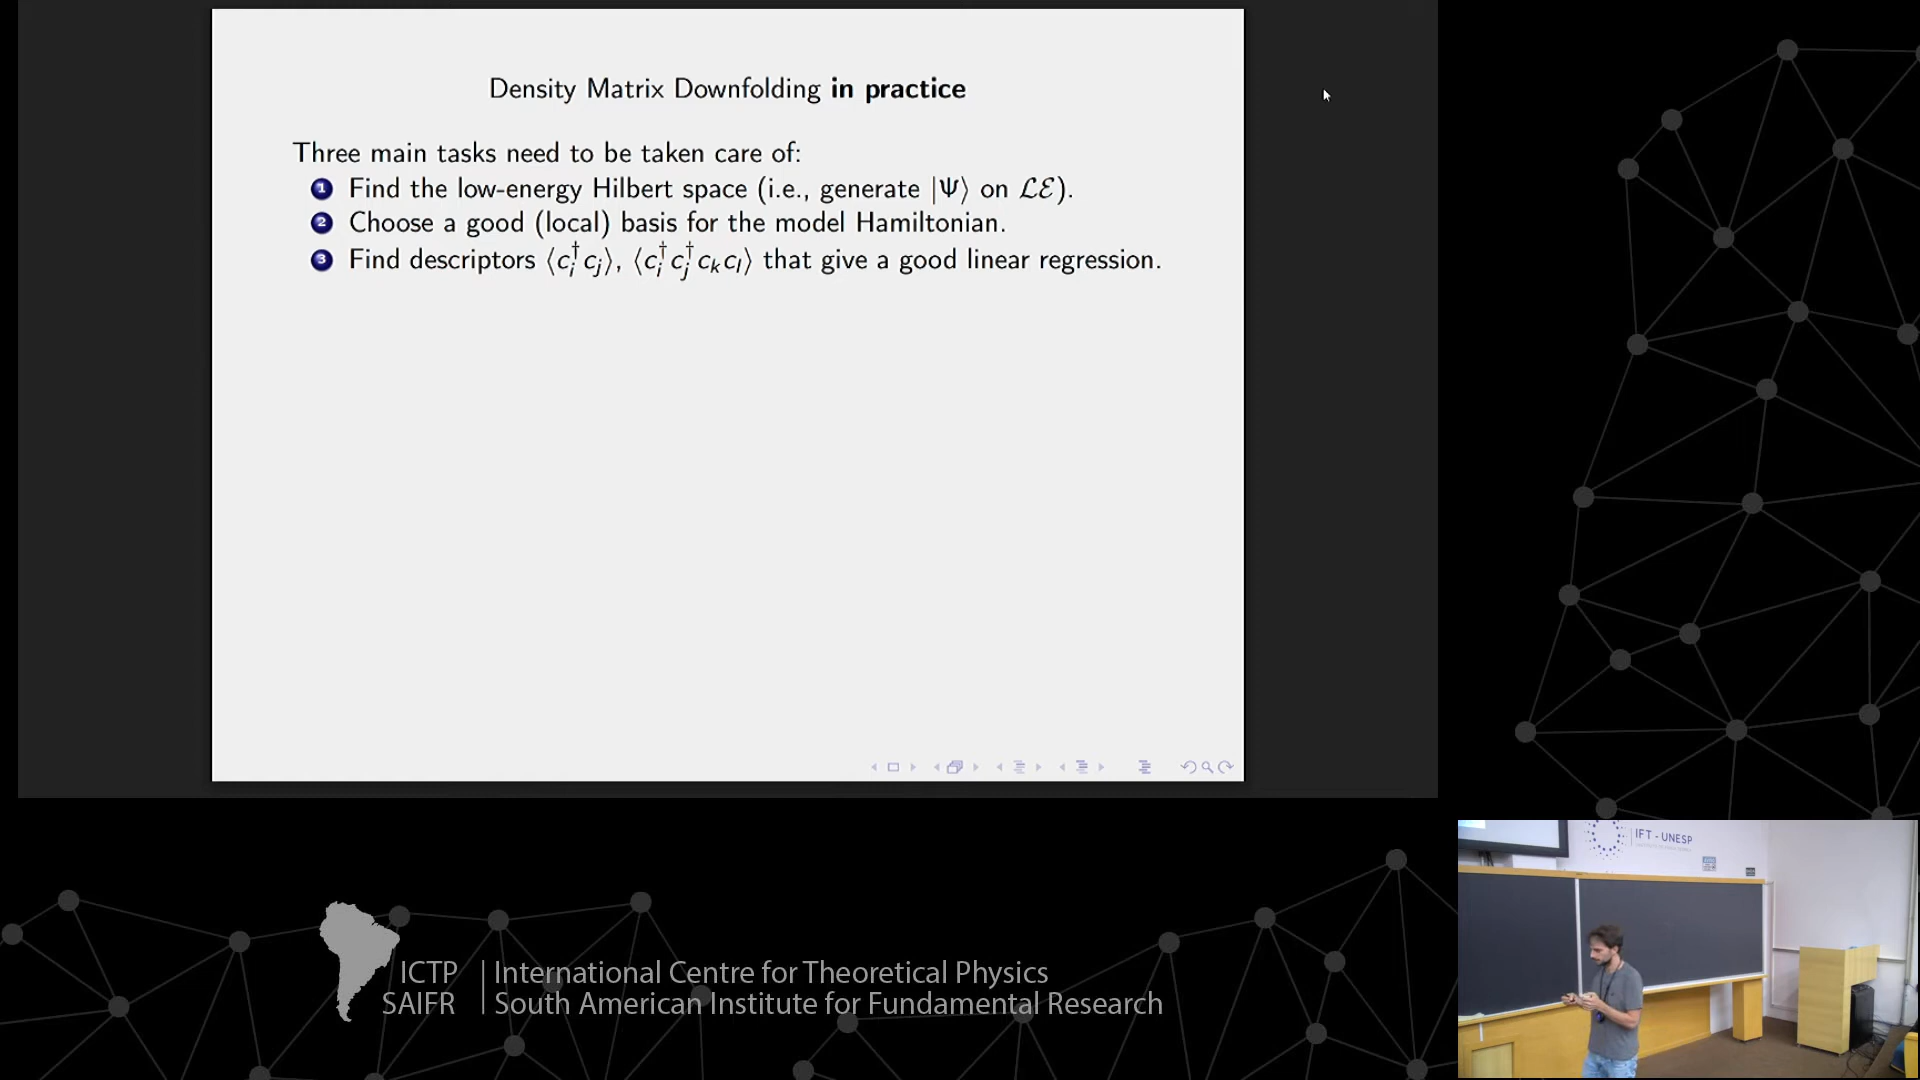 Density Matrix Downfolding in practice
Three main tasks need to be taken care of:
1 Find the low-energy Hilbert space (i.e., generate |Ψ⟩ on ℒℰ).
2 Choose a good (local) basis for the model Hamiltonian.
3 Find descriptors ⟨c_i^† c_j⟩, ⟨c_i^† c_j^† c_k c_l⟩ that give a good linear regression.
IFT - UNESP
ICTP International Centre for Theoretical Physics
SAIFR South American Institute for Fundamental Research